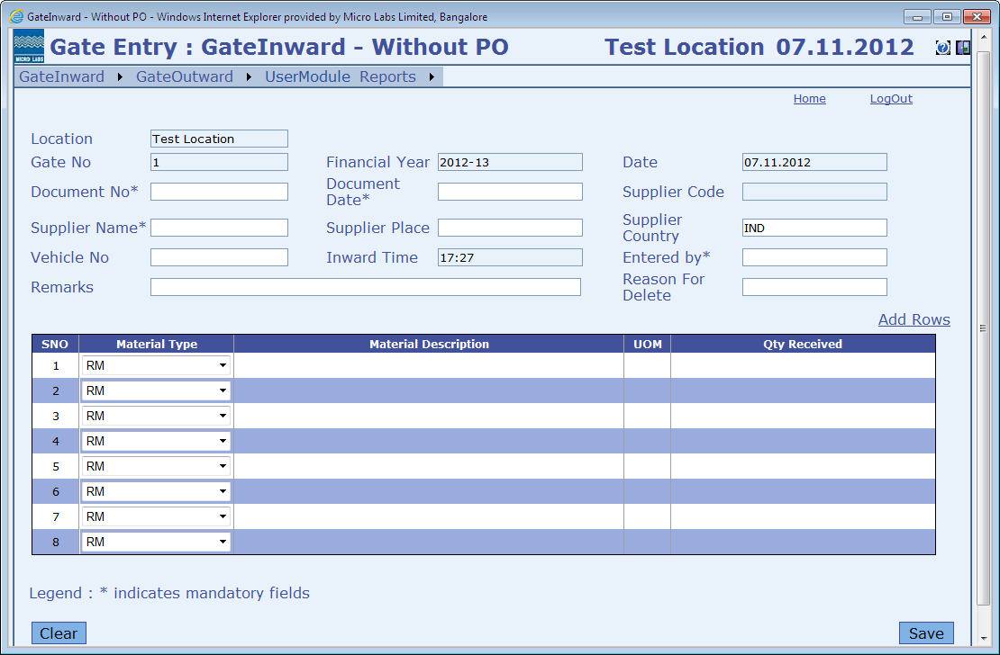 GateInward - Without PO - Windows Internet Explorer provided by Micro Labs Limited, Bangalore
MICRO LABS
Gate Entry : GateInward - Without PO Test Location 07.11.2012
GateInward GateOutward UserModule Reports
Home LogOut
Location Test Location
Gate No 1 Financial Year 2012-13 Date 07.11.2012
Document No* Document Date* Supplier Code
Supplier Name* Supplier Place Supplier Country IND
Vehicle No Inward Time 17:27 Entered by*
Remarks Reason For Delete
Add Rows
SNO Material Type Material Description UOM Qty Received
1 RM
2 RM
3 RM
4 RM
5 RM
6 RM
7 RM
8 RM
Legend : * indicates mandatory fields
Clear Save